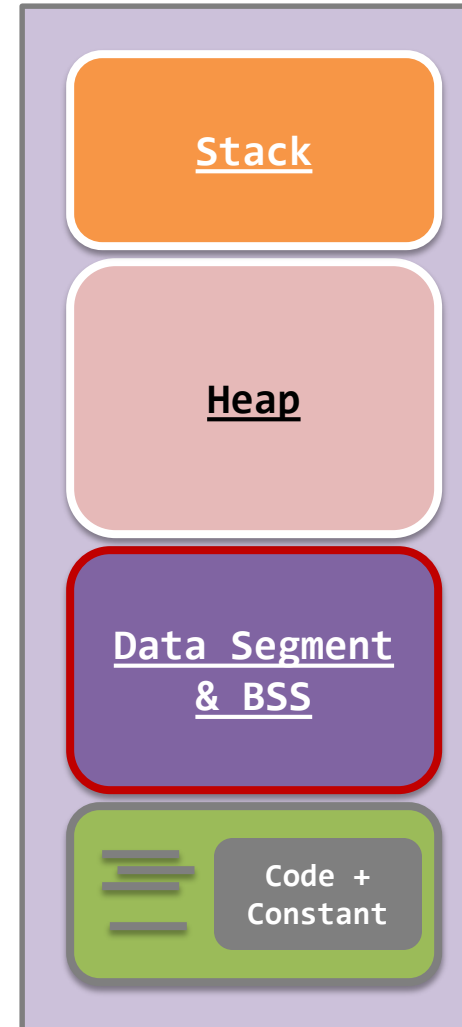 Stack
Heap
Data Segment
& BSS
Code +
Constant